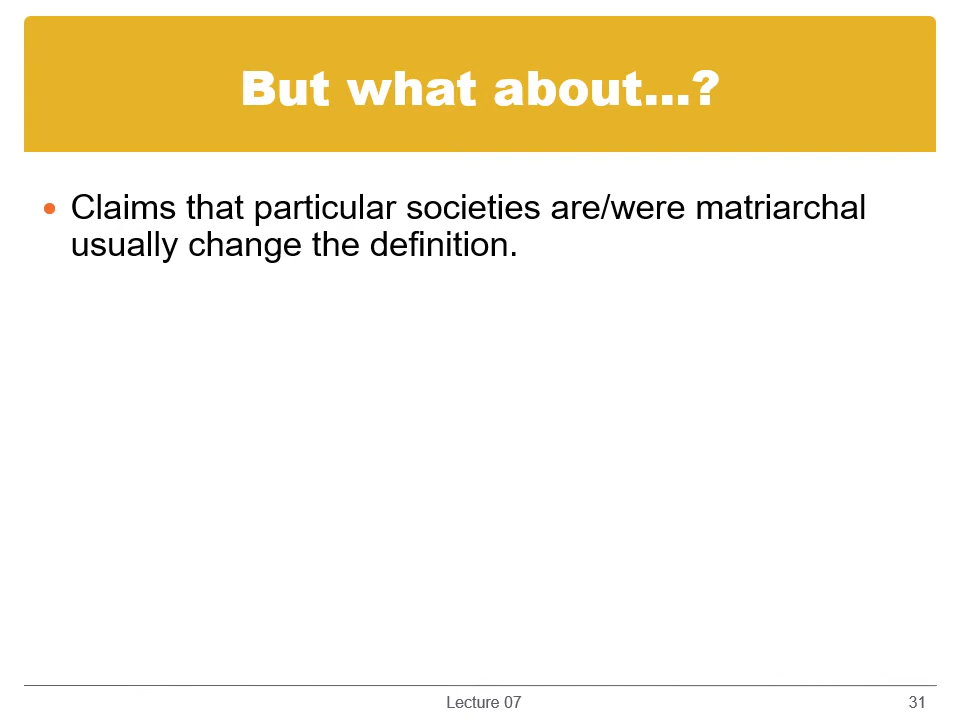 But what about...?
• Claims that particular societies are/were matriarchal
usually change the definition.
Lecture 07
31